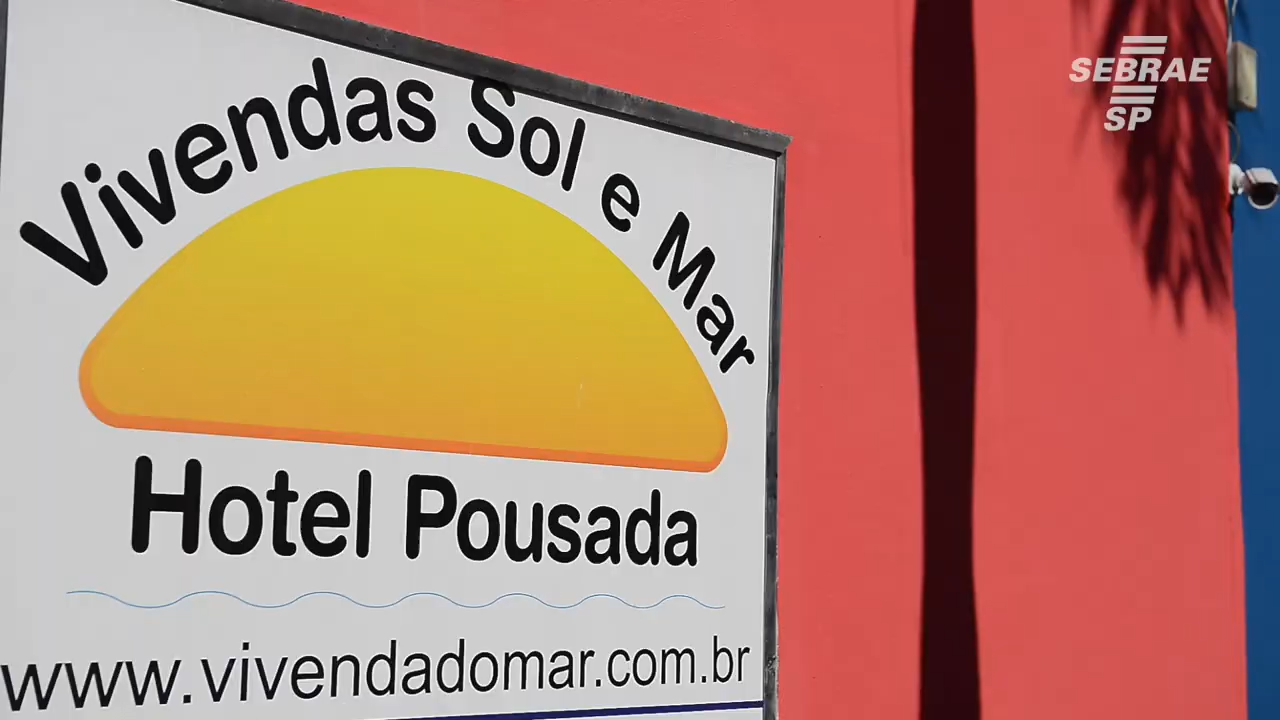 Vivendas Sol e Mar
Hotel Pousada
www.vivendadomar.com.br
SEBRAE
SP